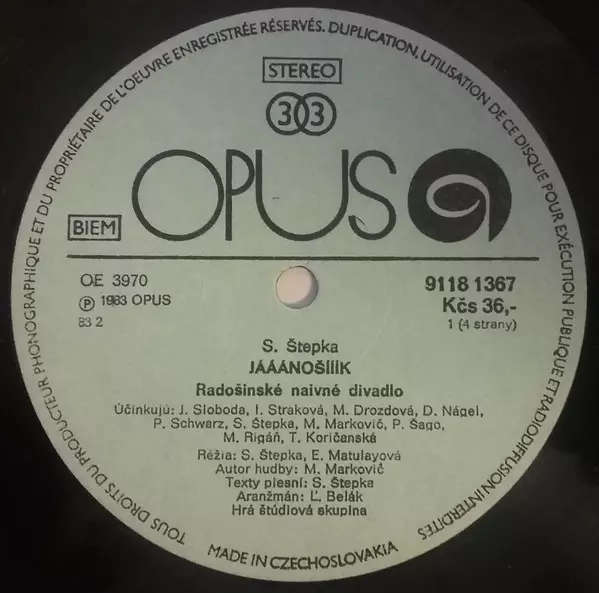 TOUS DROITS DU PRODUCTEUR PHONOGRAPHIQUE ET DU PROPRIÉTAIRE DE L'OEUVRE ENREGISTRÉE RÉSERVÉS. DUPLICATION, UTILISATION DE CE DISQUE POUR EXÉCUTION PUBLIQUE ET RADIODIFFUSION INTERDITES
STEREO
33
OPUS
BIEM
OE 3970
℗ 1983 OPUS
83 2
9118 1367
Kčs 36,-
1 (4 strany)
S. Štepka
JÁÁÁNOŠÍÍÍK
Radošinské naivné divadlo
Účinkujú: J. Sloboda, I. Straková, M. Drozdová, D. Nágel,
P. Schwarz, S. Štepka, M. Markovič, P. Šago,
M. Rigáň, T. Koričanská
Réžia: S. Štepka, E. Matulayová
Autor hudby: M. Markovič
Texty piesní: S. Štepka
Aranžmán: Ľ. Belák
Hrá štúdiová skupina
MADE IN CZECHOSLOVAKIA